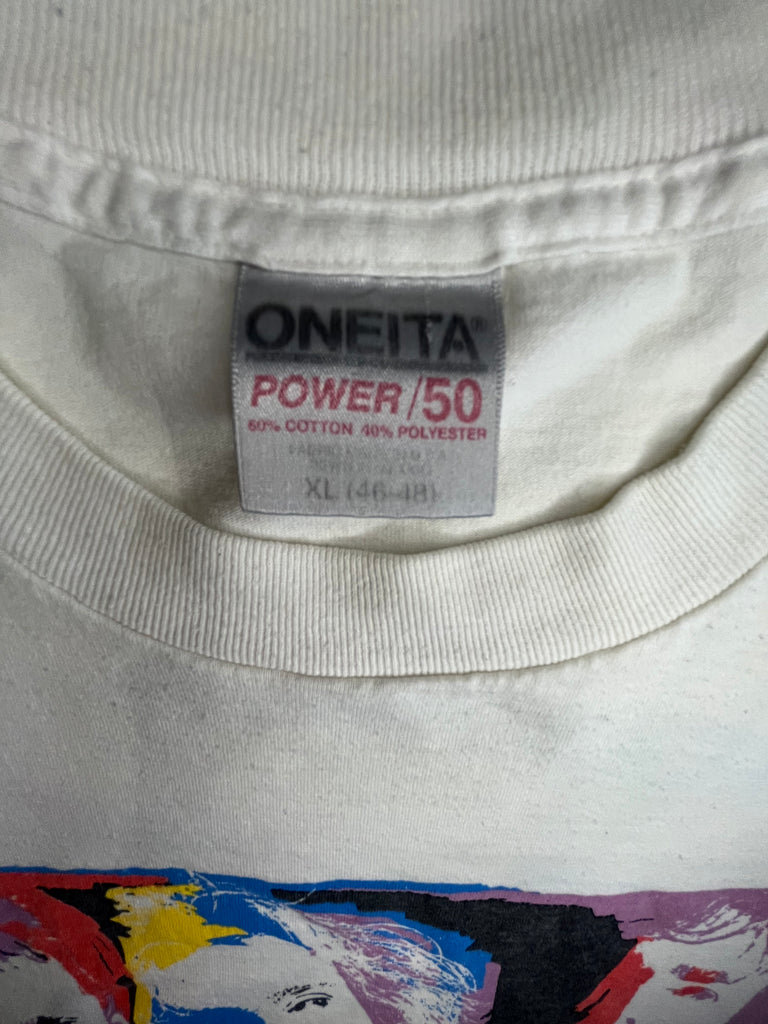 ONEITA®
POWER/50
60% COTTON 40% POLYESTER
XL (46-48)